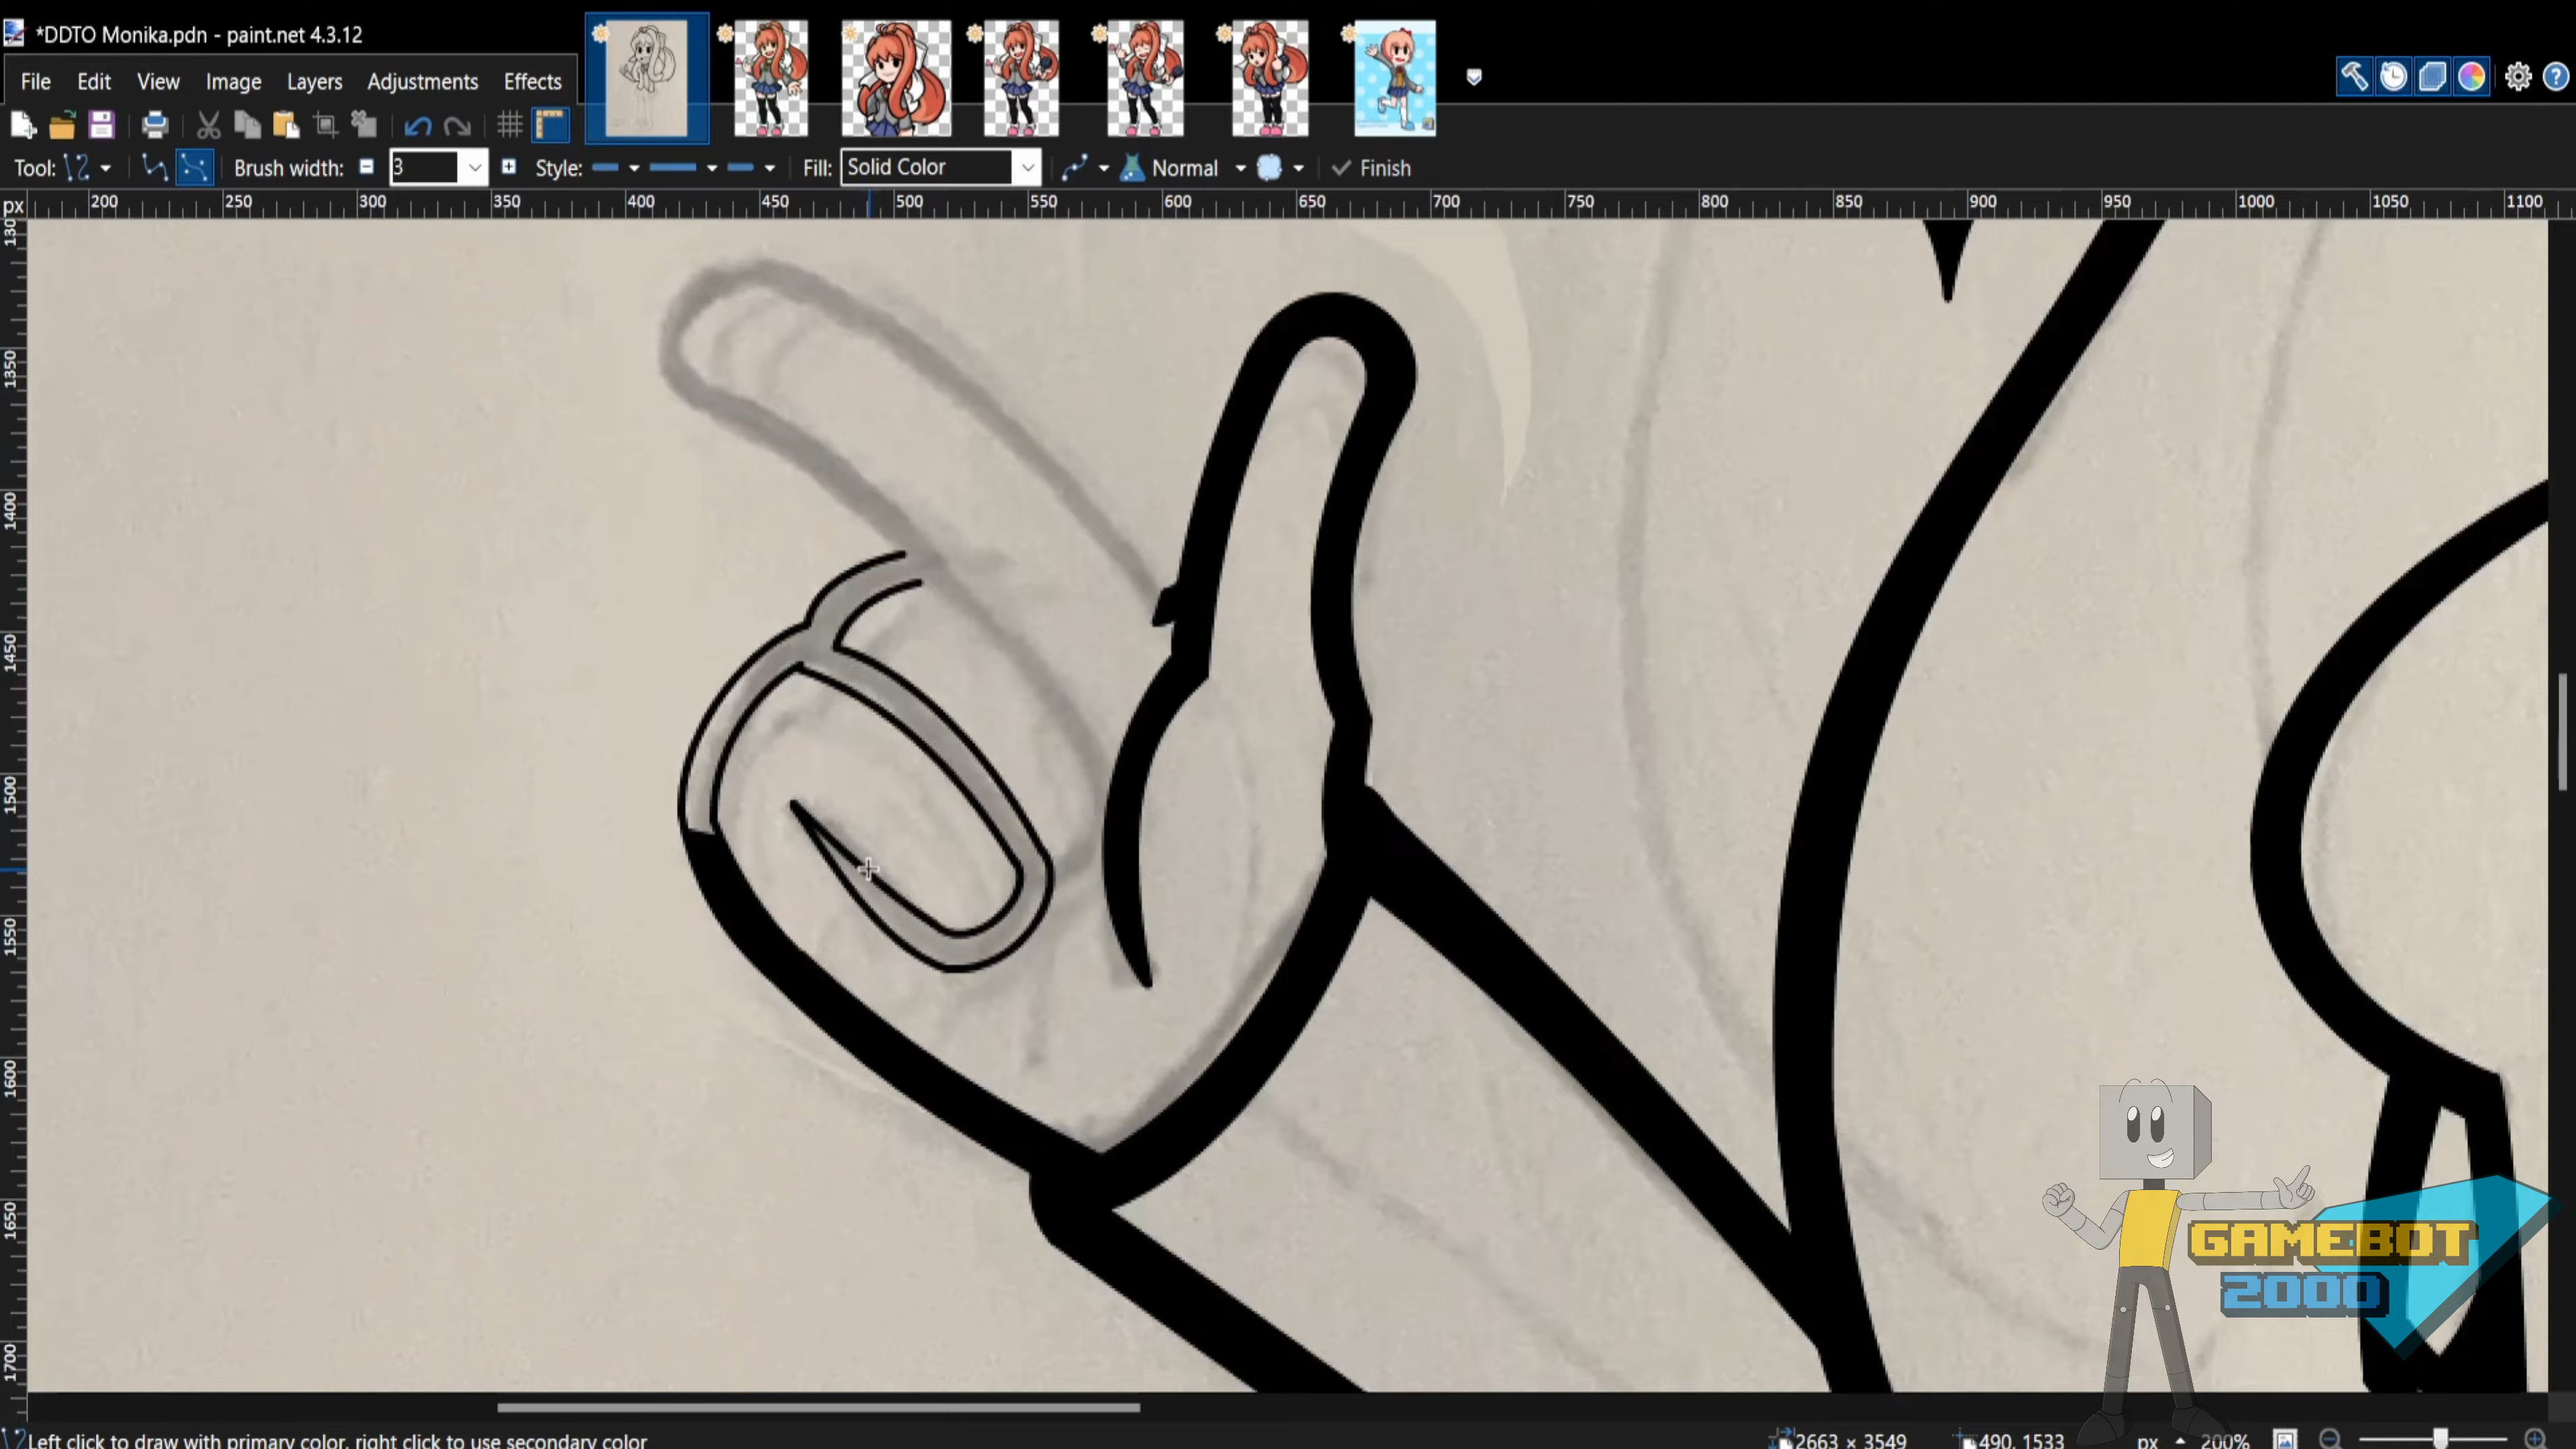 *DDTO Monika.pdn - paint.net 4.3.12
File Edit View Image Layers Adjustments Effects
Tool: Brush width: 3 Style: Fill: Solid Color Normal Finish
px 200 250 300 350 400 450 500 550 600 650 700 750 800 850 900 950 1000 1050 1100
1350
1400
1450
1500
1550
1600
1650
1700
GAMEBOT
2000
Left click to draw with primary color, right click to use secondary color 2663 × 3549 490, 1533 px 200%